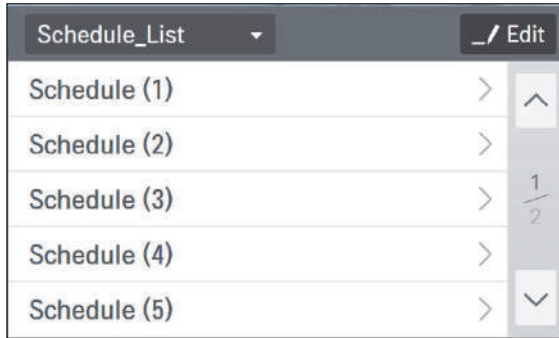 Schedule_List
Edit
Schedule (1)
Schedule (2)
Schedule (3)
Schedule (4)
Schedule (5)
1
2